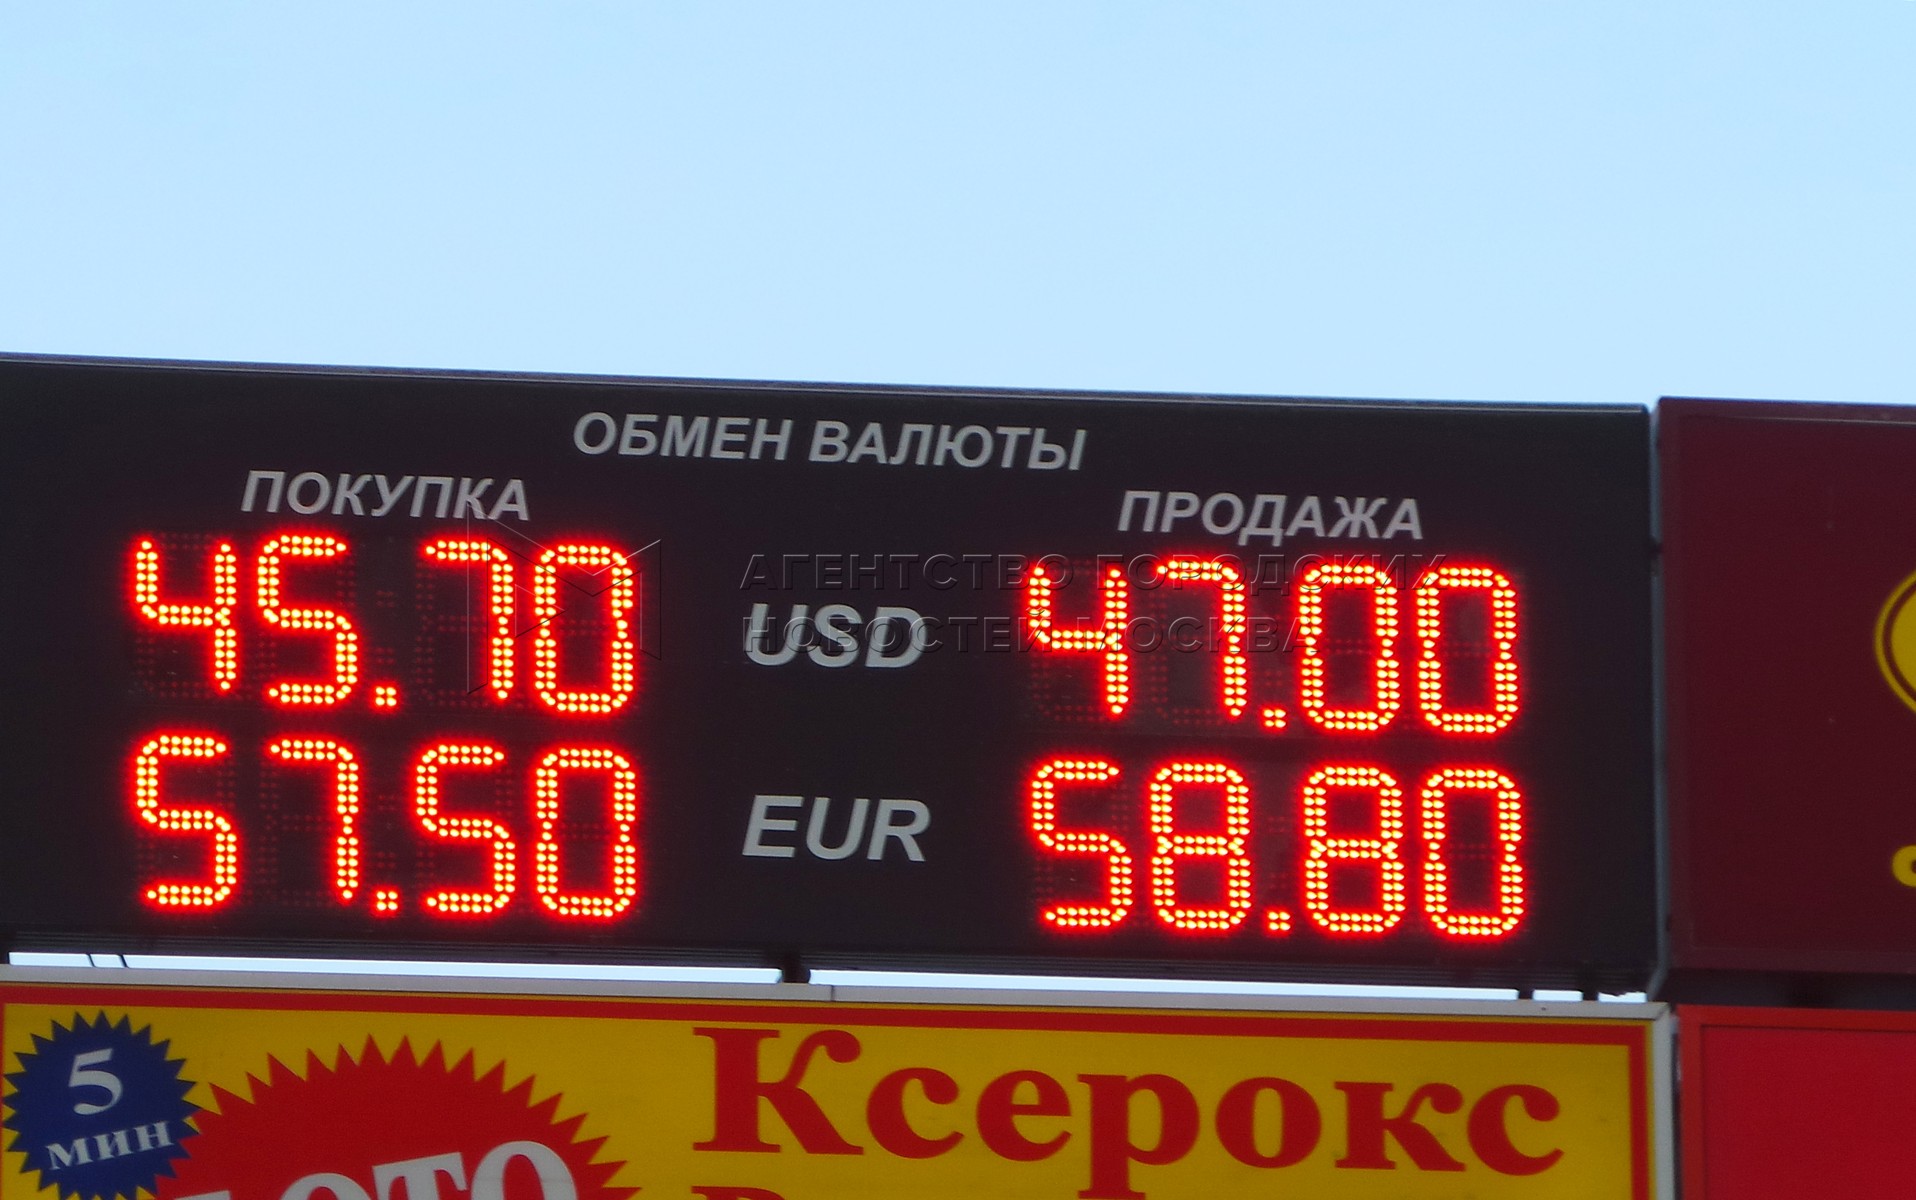 ОБМЕН ВАЛЮТЫ
ПОКУПКА ПРОДАЖА
45.70 USD 47.00
57.50 EUR 58.80
АГЕНТСТВО ГОРОДСКИХ
НОВОСТЕЙ МОСКВА
5
МИН
Ксерокс